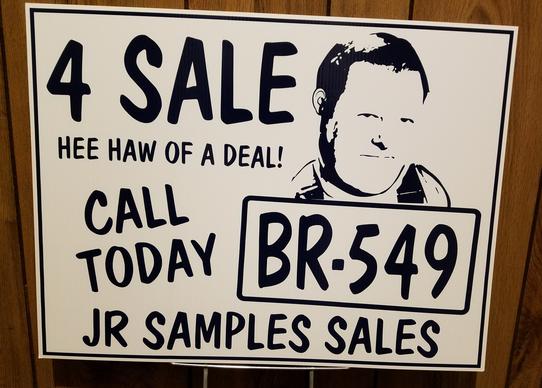 4 SALE
HEE HAW OF A DEAL!
CALL
TODAY
BR-549
JR SAMPLES SALES